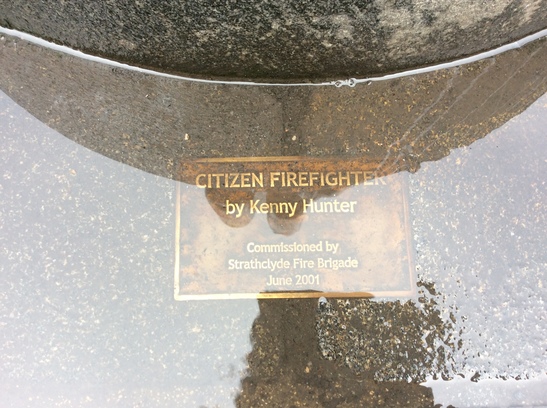 CITIZEN FIREFIGHTER
by Kenny Hunter
Commissioned by
Strathclyde Fire Brigade
June 2001